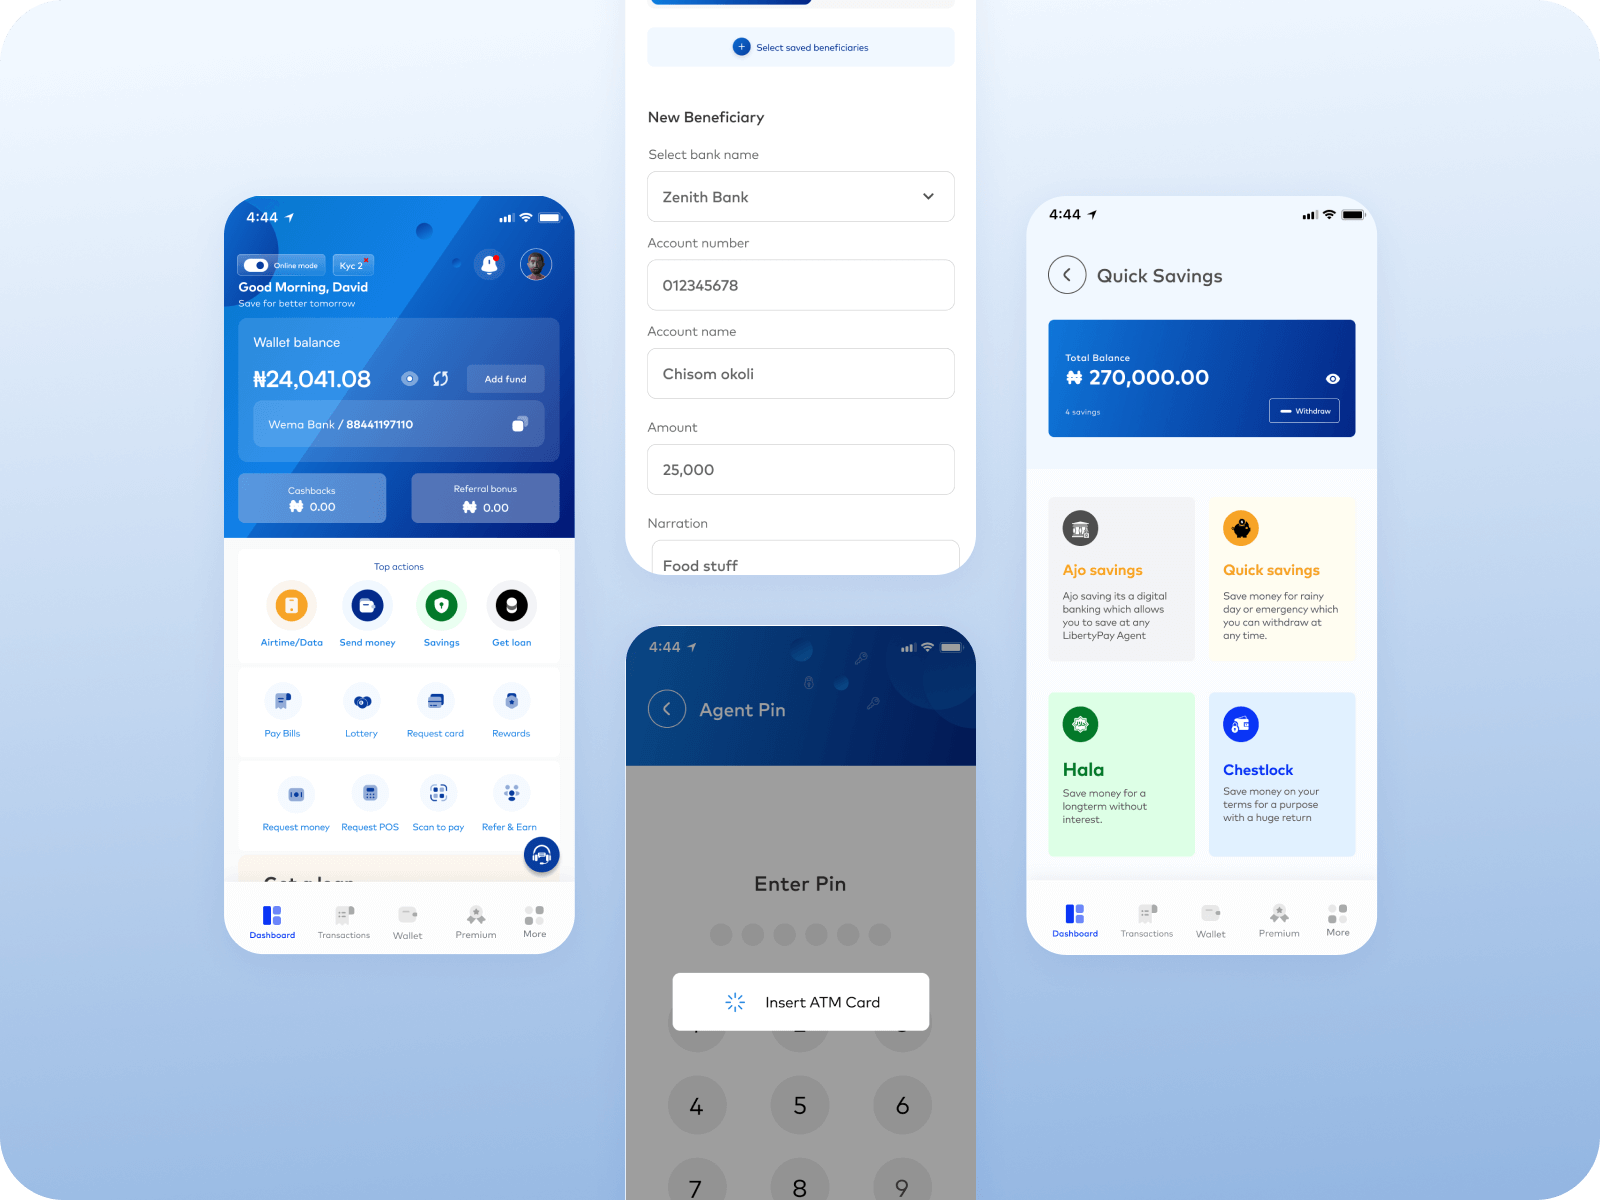 4:44
Online mode
Kyc 2
Good Morning, David
Save for better tomorrow
Wallet balance
₦24,041.08
Add fund
Wema Bank / 88441197110
Cashbacks
₦ 0.00
Referral bonus
₦ 0.00
Top actions
Airtime/Data
Send money
Savings
Get loan
Pay Bills
Lottery
Request card
Rewards
Request money
Request POS
Scan to pay
Refer & Earn
Get a loan
Dashboard
Transactions
Wallet
Premium
More
Select saved beneficiaries
New Beneficiary
Select bank name
Zenith Bank
Account number
012345678
Account name
Chisom okoli
Amount
25,000
Narration
Food stuff
4:44
Agent Pin
Enter Pin
Insert ATM Card
4
5
6
7
8
9
4:44
Quick Savings
Total Balance
₦ 270,000.00
4 savings
Withdraw
Ajo savings
Ajo saving its a digital
banking which allows
you to save at any
LibertyPay Agent
Quick savings
Save money for rainy
day or emergency which
you can withdraw at
any time.
Hala
Save money for a
longterm without
interest.
Chestlock
Save money on your
terms for a purpose
with a huge return
Dashboard
Transactions
Wallet
Premium
More